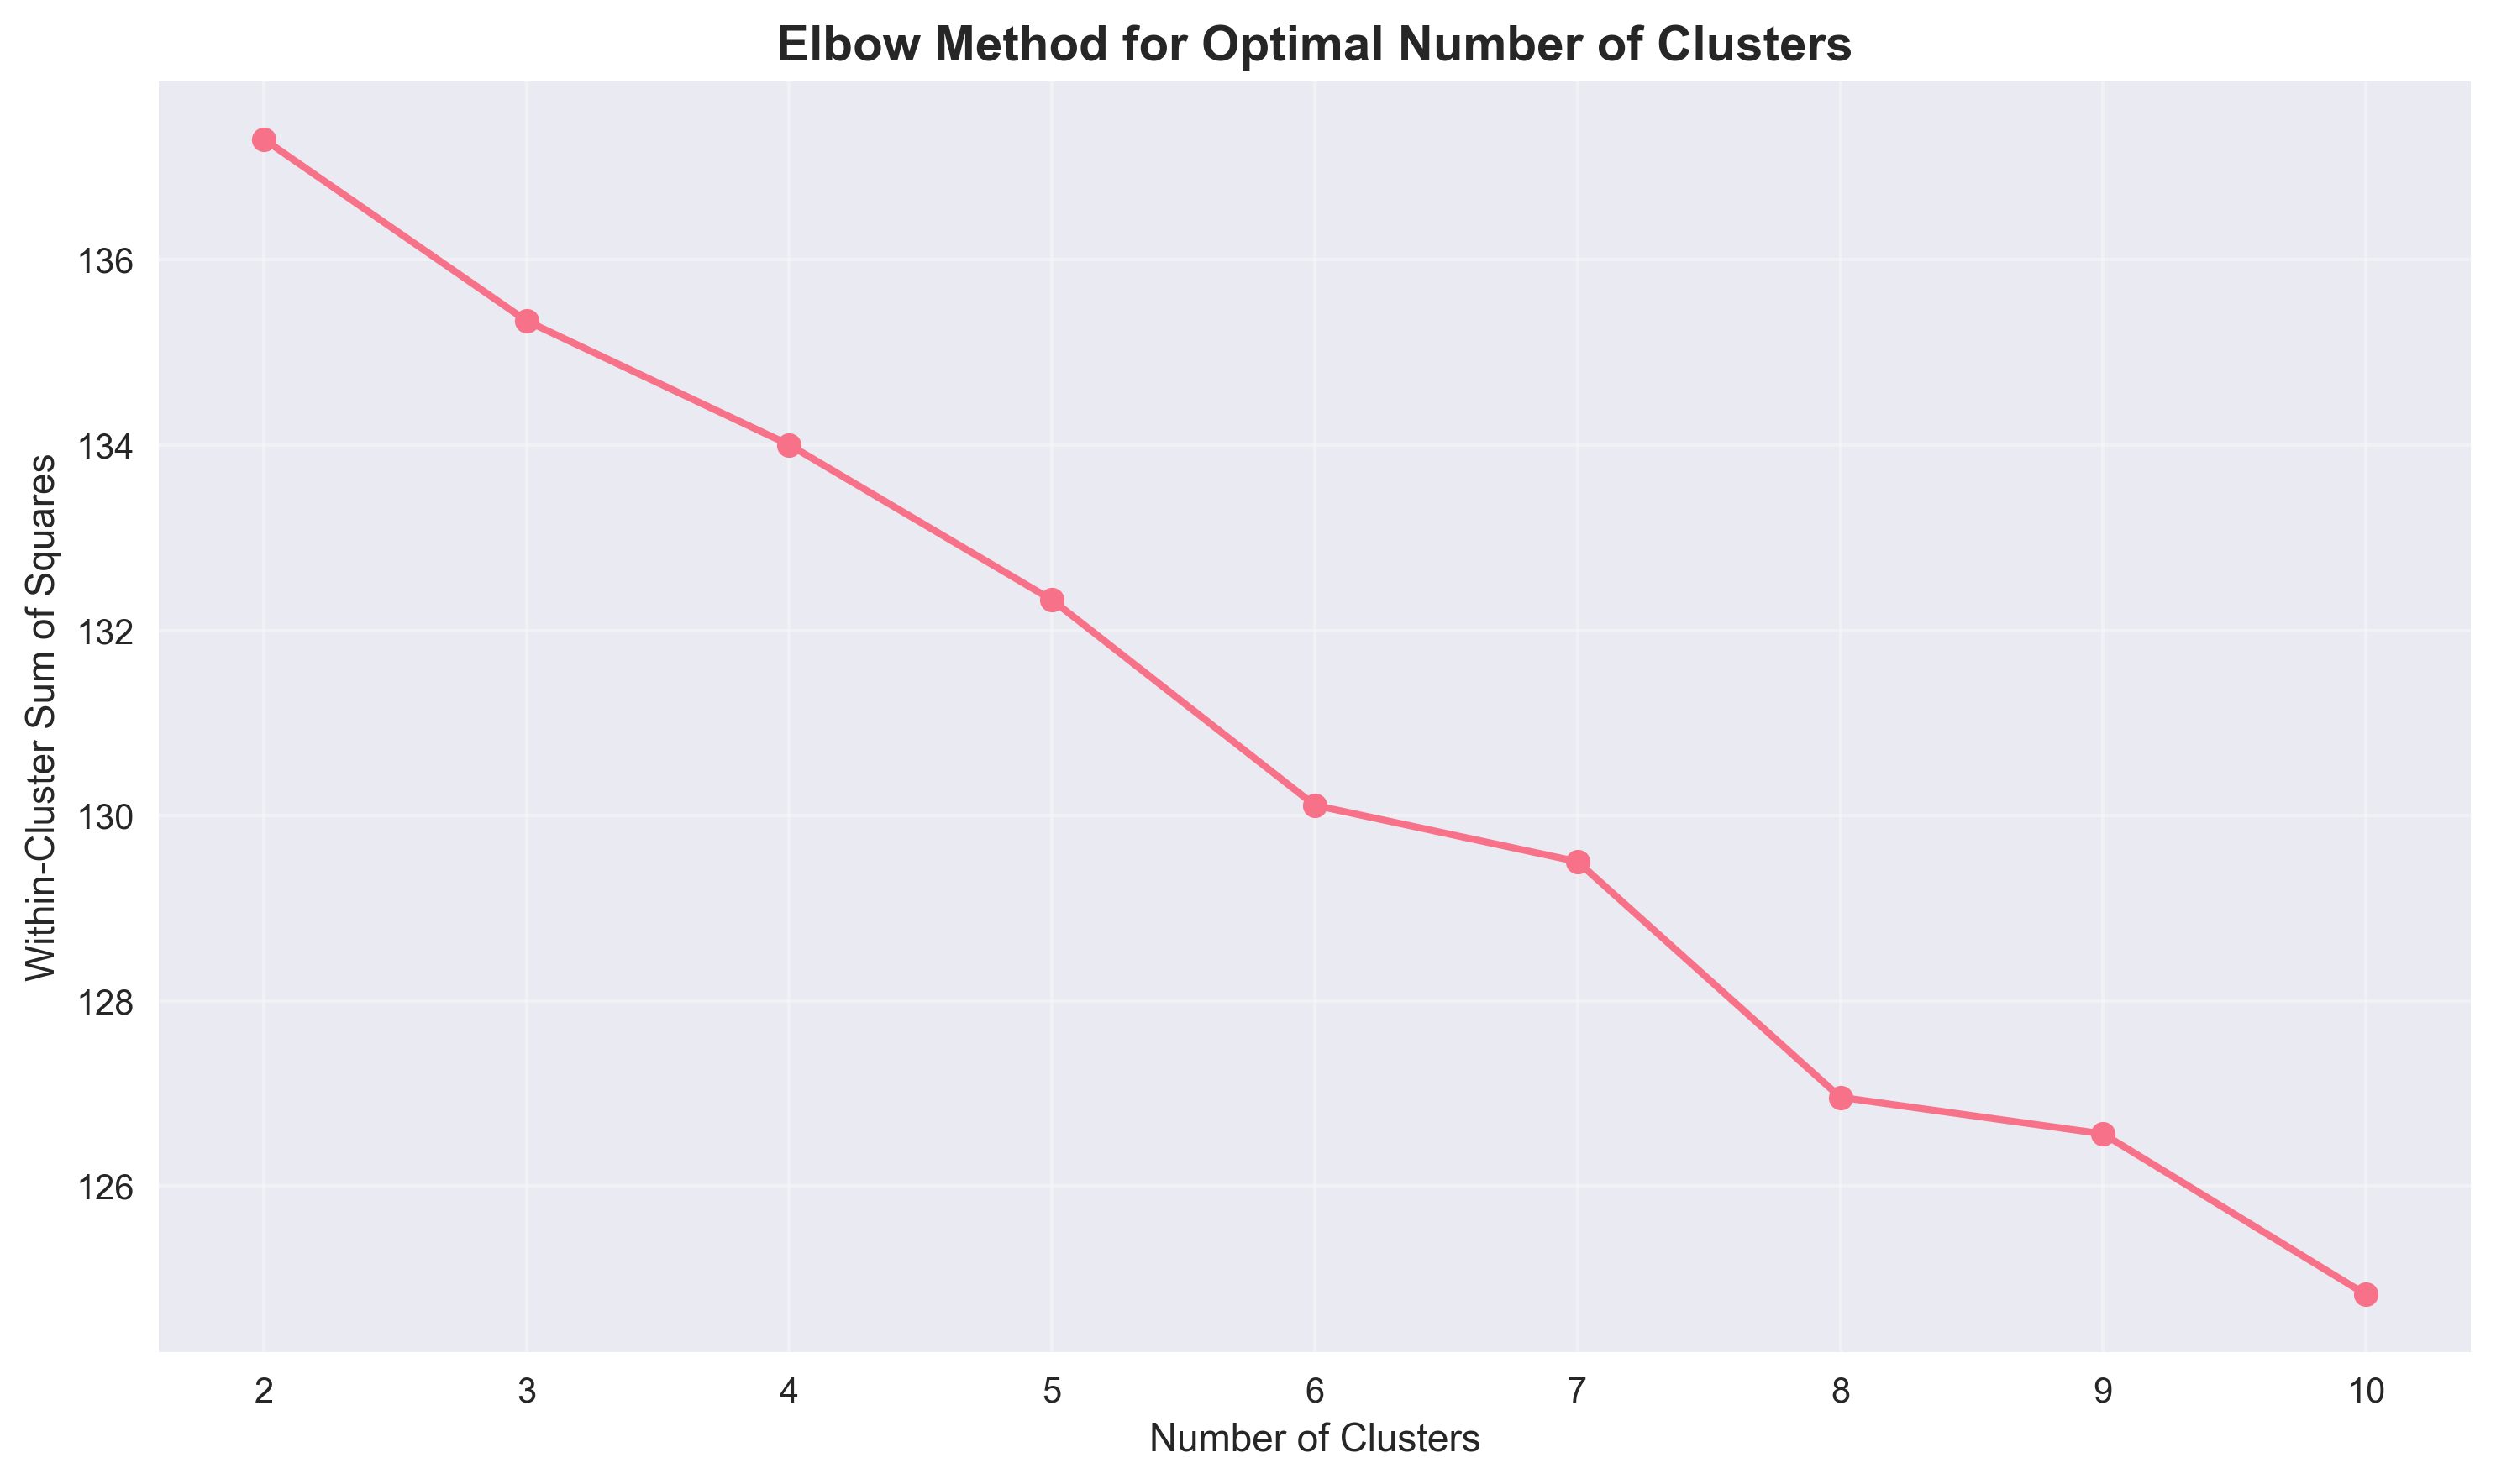 Elbow Method for Optimal Number of Clusters
Within-Cluster Sum of Squares
136
134
132
130
128
126
2 3 4 5 6 7 8 9 10
Number of Clusters